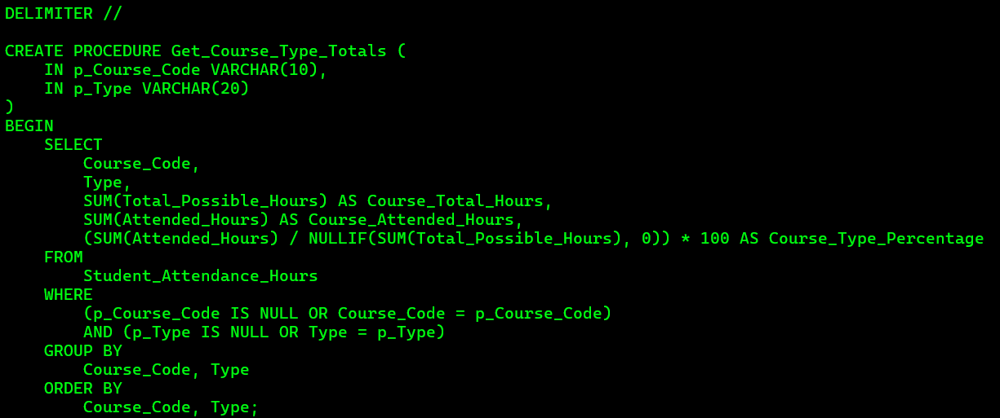 DELIMITER //
CREATE PROCEDURE Get_Course_Type_Totals (
    IN p_Course_Code VARCHAR(10),
    IN p_Type VARCHAR(20)
)
BEGIN
    SELECT
        Course_Code,
        Type,
        SUM(Total_Possible_Hours) AS Course_Total_Hours,
        SUM(Attended_Hours) AS Course_Attended_Hours,
        (SUM(Attended_Hours) / NULLIF(SUM(Total_Possible_Hours), 0)) * 100 AS Course_Type_Percentage
    FROM
        Student_Attendance_Hours
    WHERE
        (p_Course_Code IS NULL OR Course_Code = p_Course_Code)
        AND (p_Type IS NULL OR Type = p_Type)
    GROUP BY
        Course_Code, Type
    ORDER BY
        Course_Code, Type;